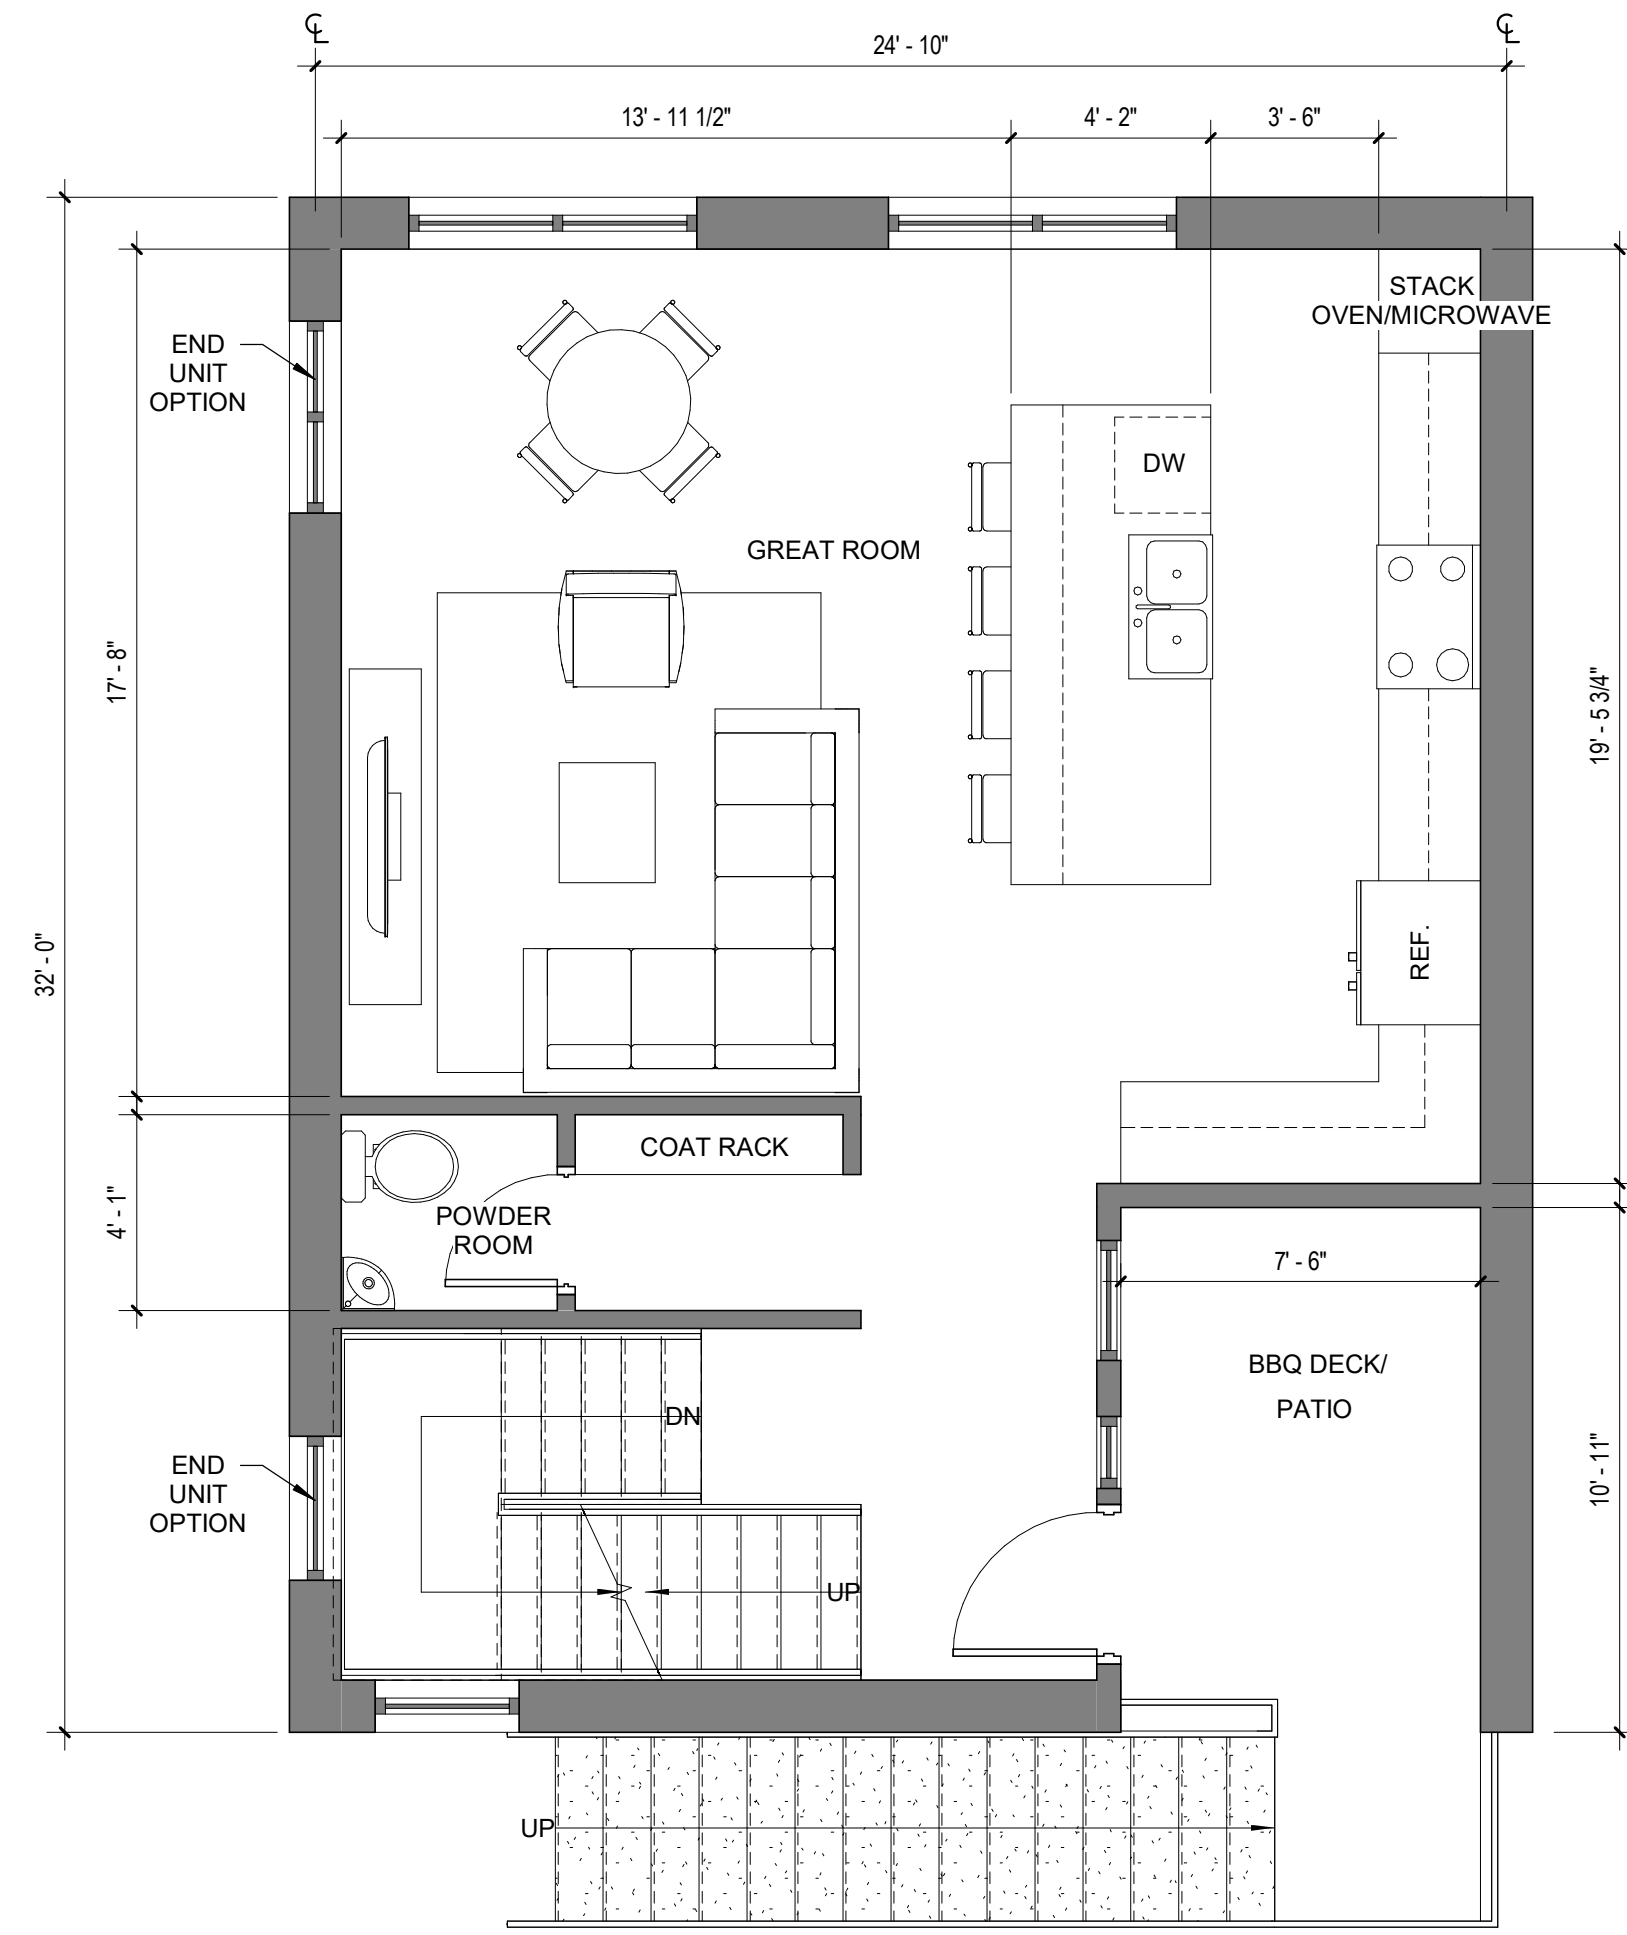 ℄ ℄
24' - 10"
13' - 11 1/2" 4' - 2" 3' - 6"
STACK
OVEN/MICROWAVE
END
UNIT
OPTION
DW
GREAT ROOM
17' - 8"
19' - 5 3/4"
32' - 0"
REF.
COAT RACK
4' - 1"
POWDER
ROOM
7' - 6"
BBQ DECK/
PATIO
DN
END
UNIT
OPTION
10' - 11"
UP
UP